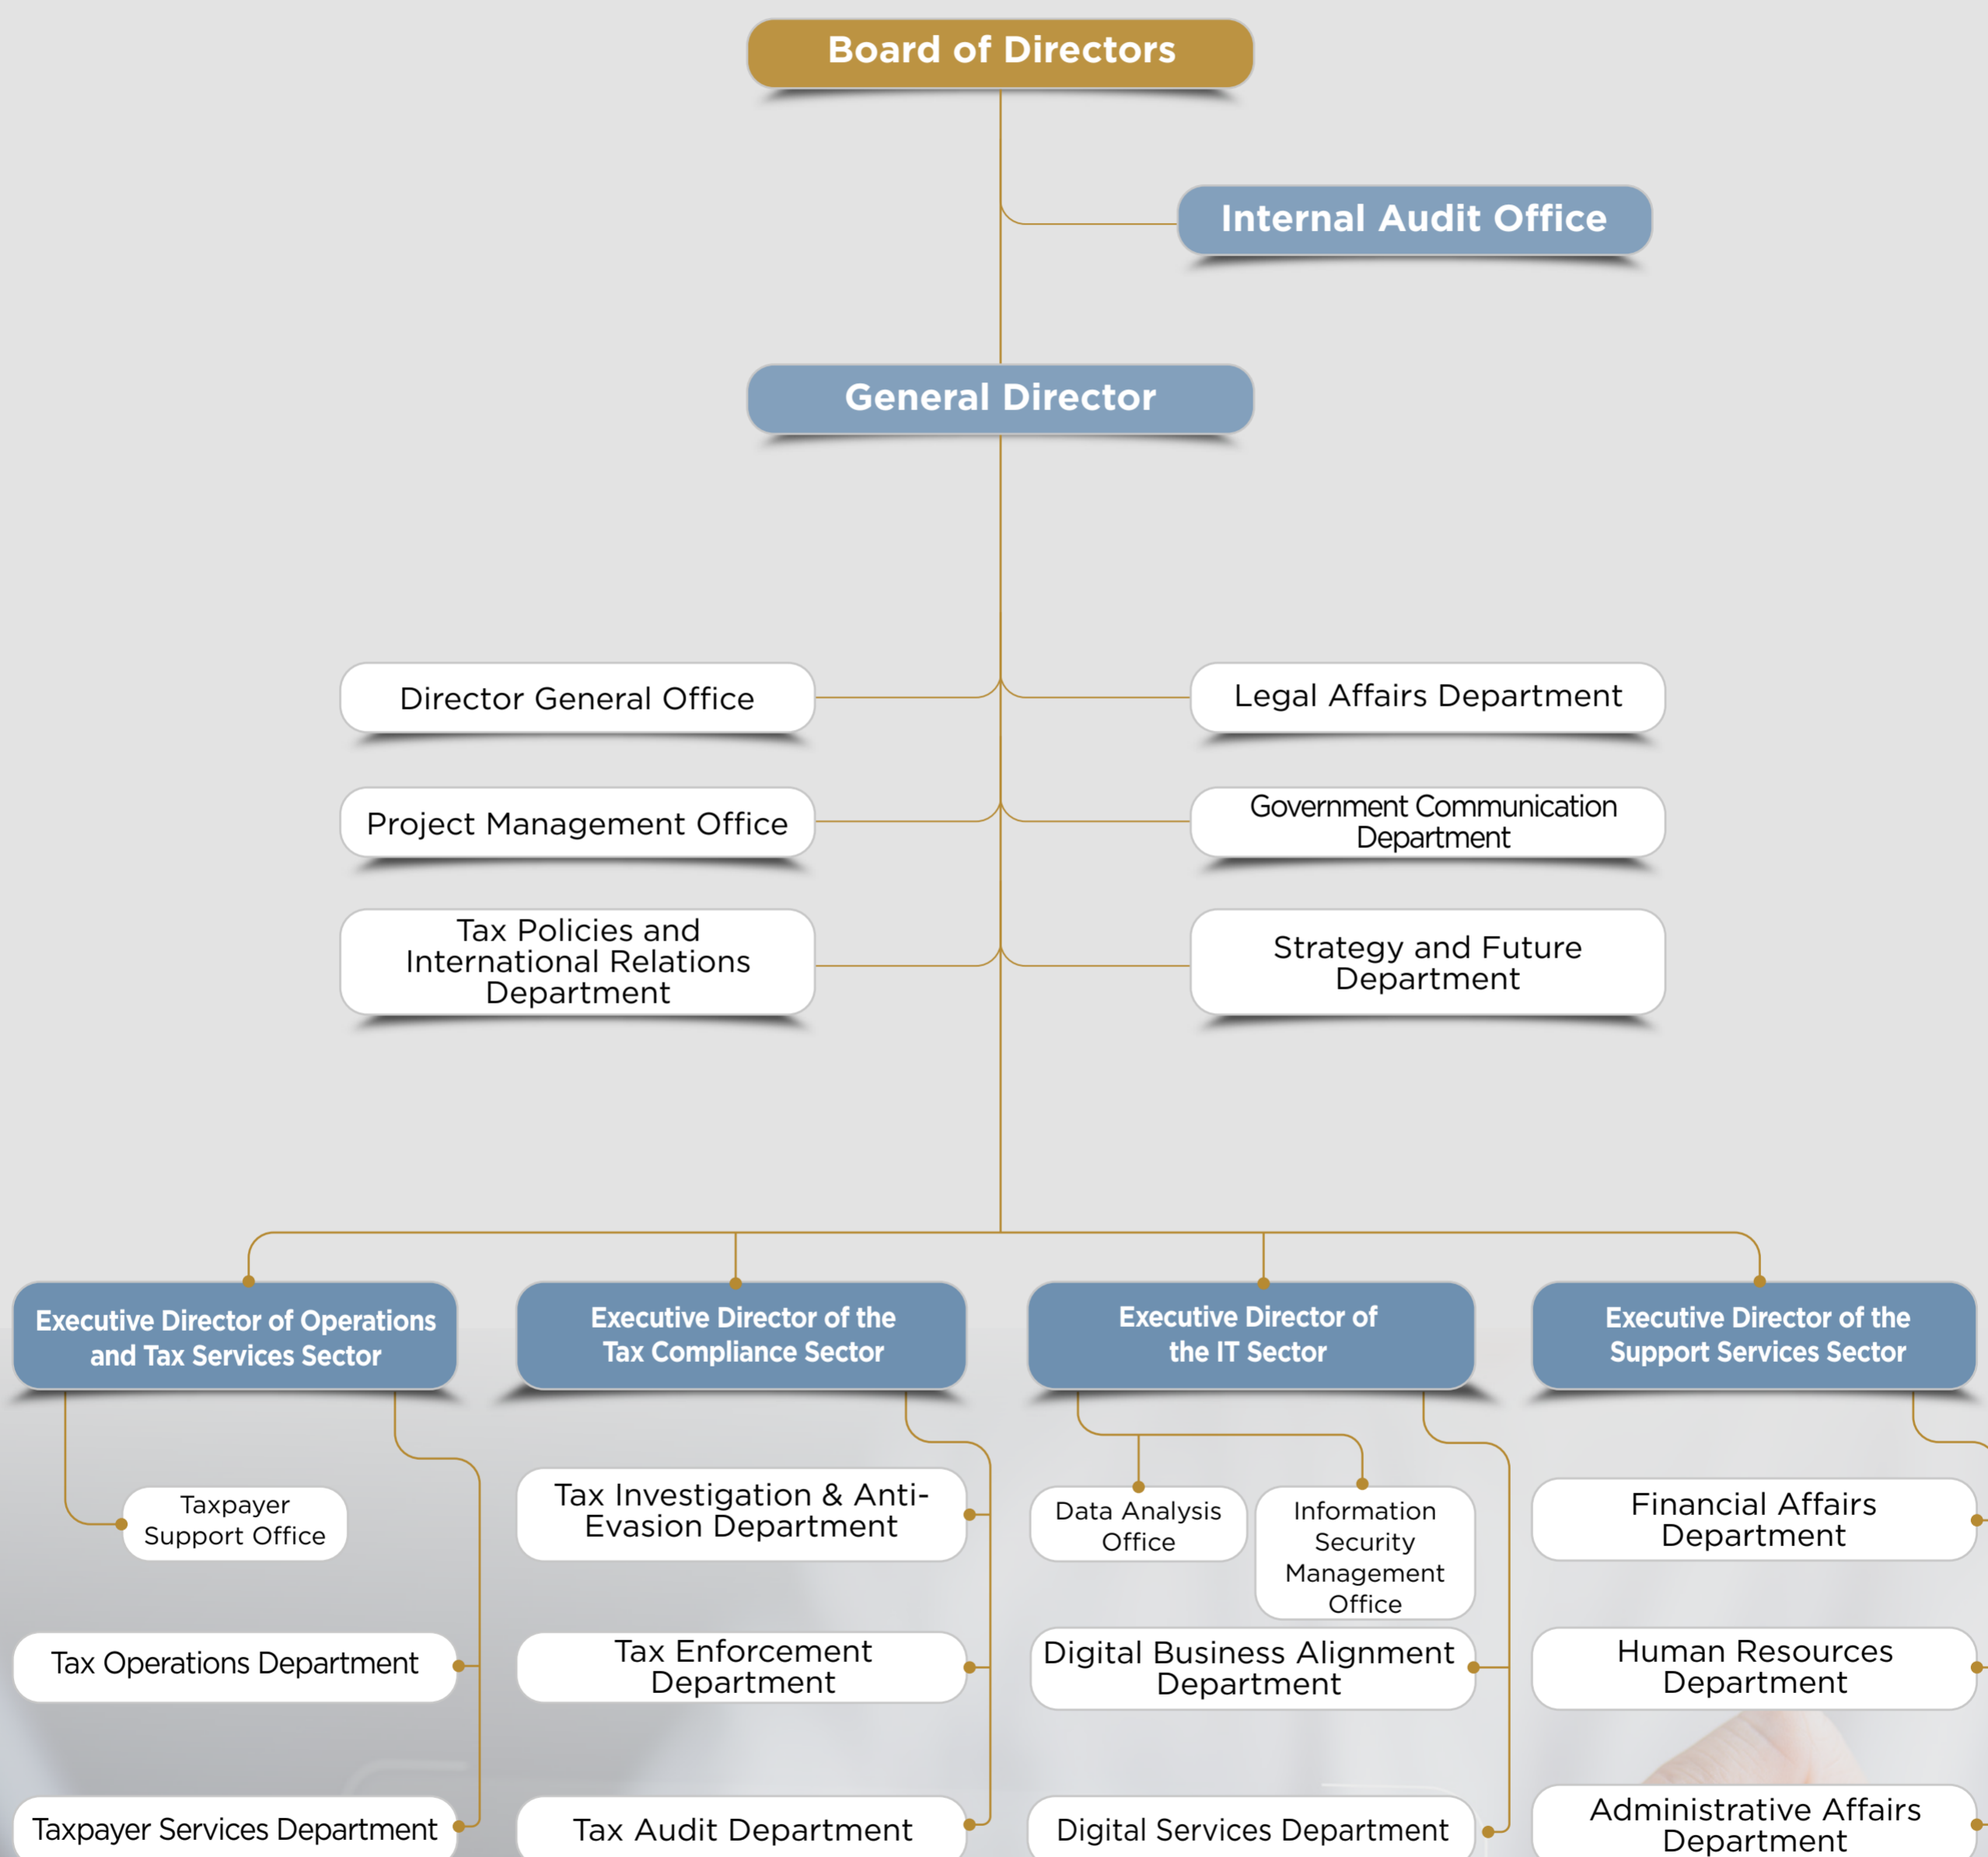 Board of Directors
Internal Audit Office
General Director
Director General Office
Legal Affairs Department
Project Management Office
Government Communication
Department
Tax Policies and
International Relations
Department
Strategy and Future
Department
Executive Director of Operations
and Tax Services Sector
Executive Director of the
Tax Compliance Sector
Executive Director of
the IT Sector
Executive Director of the
Support Services Sector
Taxpayer
Support Office
Tax Investigation & Anti-
Evasion Department
Data Analysis
Office
Information
Security
Management
Office
Financial Affairs
Department
Tax Operations Department
Tax Enforcement
Department
Digital Business Alignment
Department
Human Resources
Department
Taxpayer Services Department
Tax Audit Department
Digital Services Department
Administrative Affairs
Department